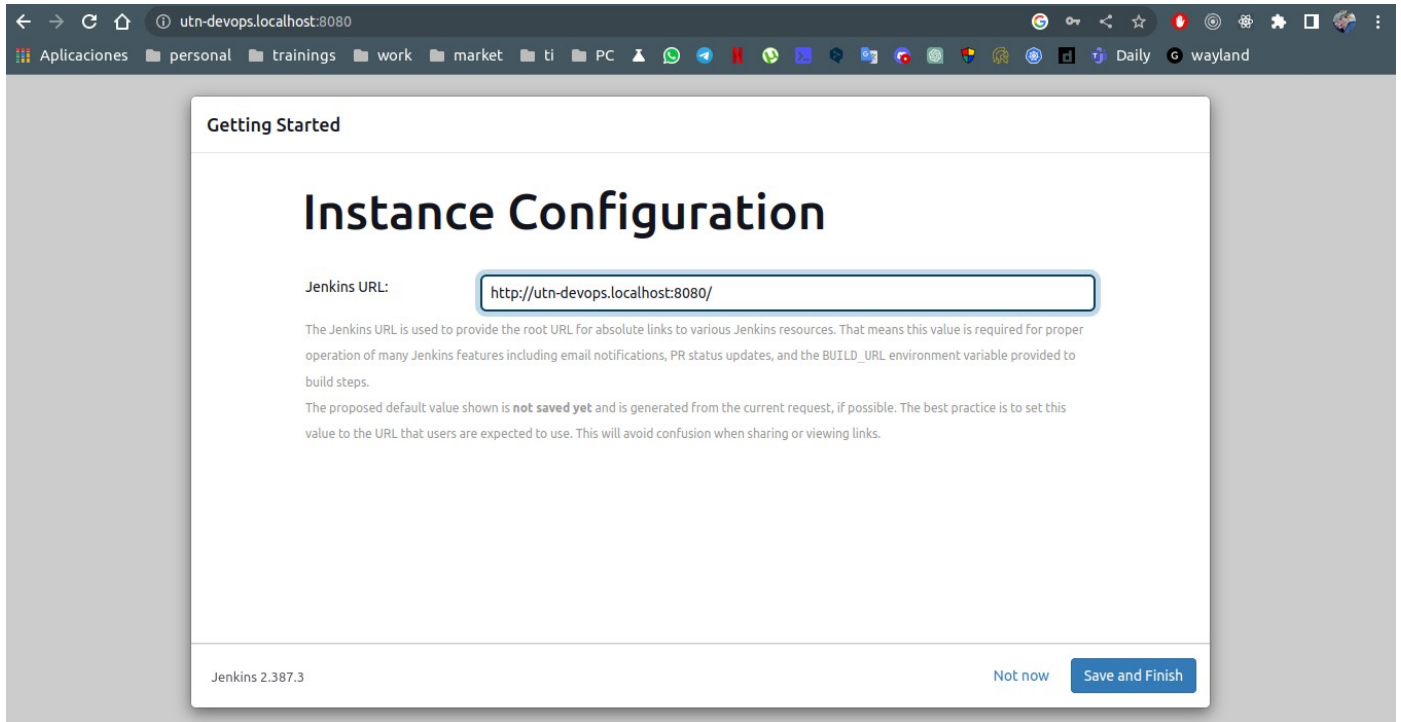 utn-devops.localhost:8080
Aplicaciones personal trainings work market ti PC Daily wayland
Getting Started
Instance Configuration
Jenkins URL: http://utn-devops.localhost:8080/
The Jenkins URL is used to provide the root URL for absolute links to various Jenkins resources. That means this value is required for proper
operation of many Jenkins features including email notifications, PR status updates, and the BUILD_URL environment variable provided to
build steps.
The proposed default value shown is not saved yet and is generated from the current request, if possible. The best practice is to set this
value to the URL that users are expected to use. This will avoid confusion when sharing or viewing links.
Jenkins 2.387.3 Not now Save and Finish